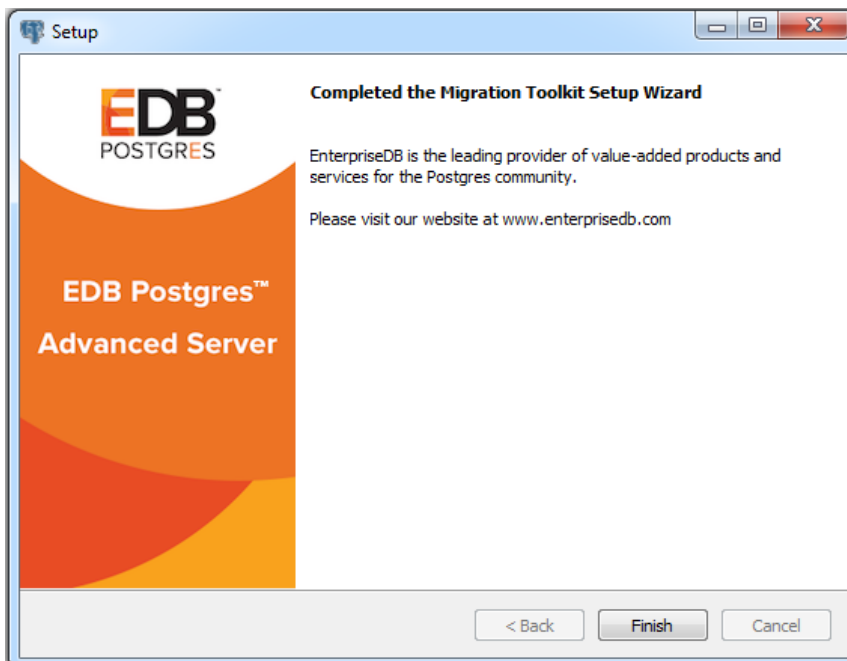 Setup
EDB™
POSTGRES
EDB Postgres™
Advanced Server
Completed the Migration Toolkit Setup Wizard
EnterpriseDB is the leading provider of value-added products and
services for the Postgres community.
Please visit our website at www.enterprisedb.com
< Back
Finish
Cancel